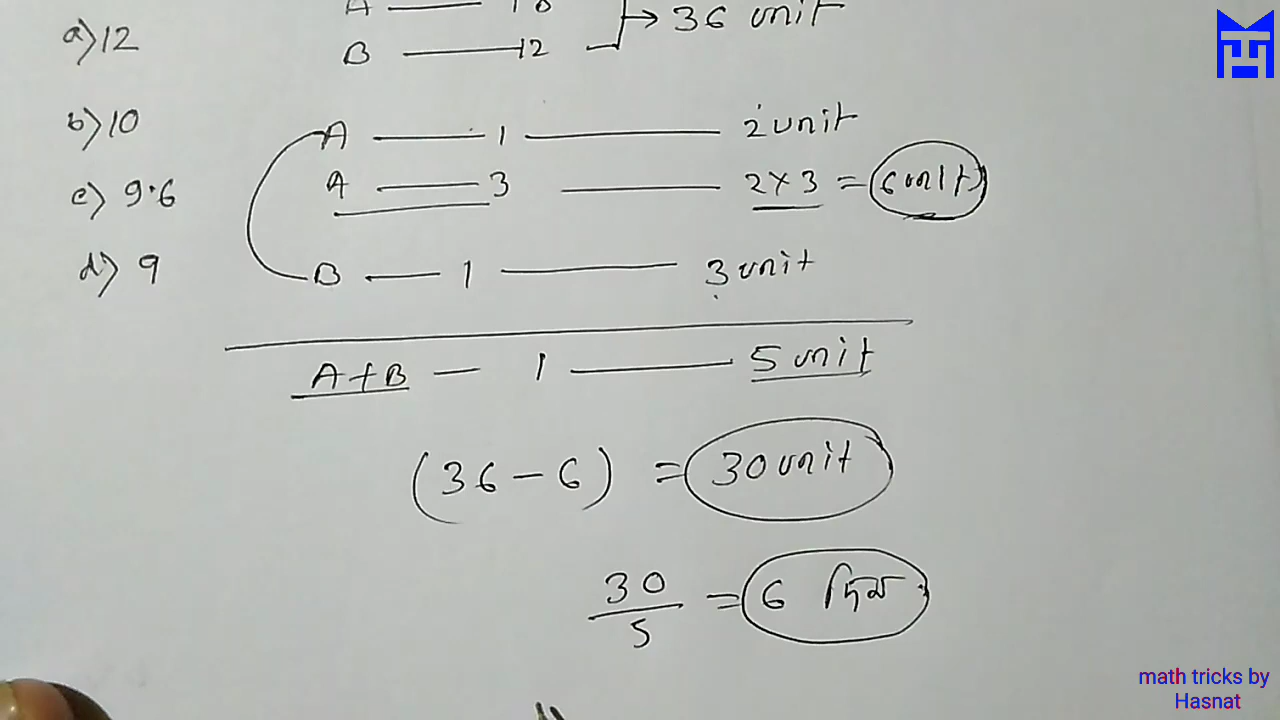 a) 12
A — 18
B — 12 → 36 unit
b) 10
A — 1 — 2 unit
c) 9.6
A — 3 — 2 × 3 = 6 unit
d) 9
B — 1 — 3 unit
A + B — 1 — 5 unit
(36 - 6) = 30 unit
30/5 = 6 দিন
math tricks by
Hasnat